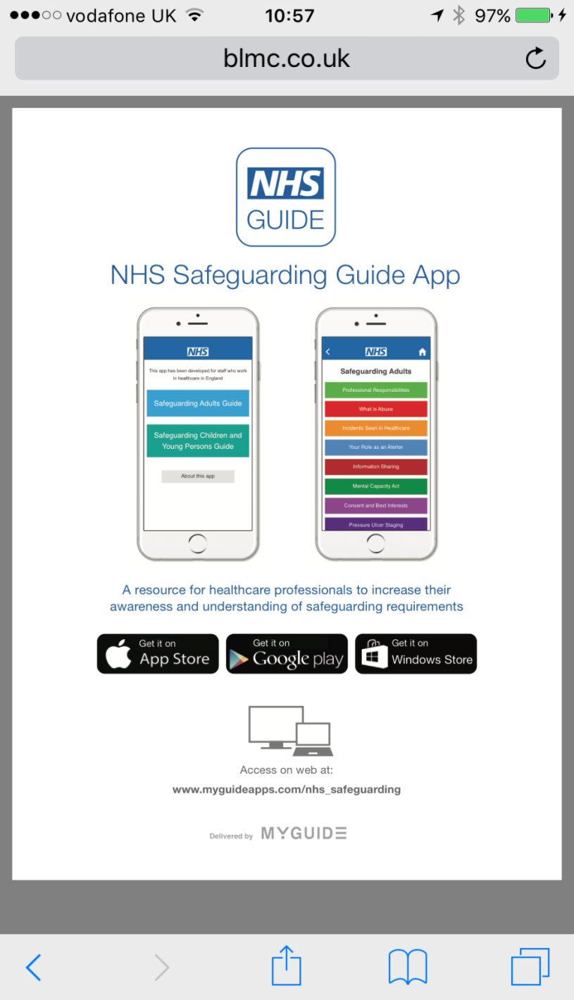 vodafone UK 10:57 97%
blmc.co.uk
NHS
GUIDE
NHS Safeguarding Guide App
NHS
This app has been developed for staff who work
in healthcare in England
Safeguarding Adults Guide
Safeguarding Children and
Young Persons Guide
About this app
NHS
Safeguarding Adults
Professional Responsibilities
What is Abuse
Incidents Seen in Healthcare
Your Role as an Alerter
Information Sharing
Mental Capacity Act
Consent and Best Interests
Pressure Ulcer Staging
A resource for healthcare professionals to increase their
awareness and understanding of safeguarding requirements
Get it on
App Store
Get it on
Google play
Get it on
Windows Store
Access on web at:
www.myguideapps.com/nhs_safeguarding
Delivered by MYGUIDE